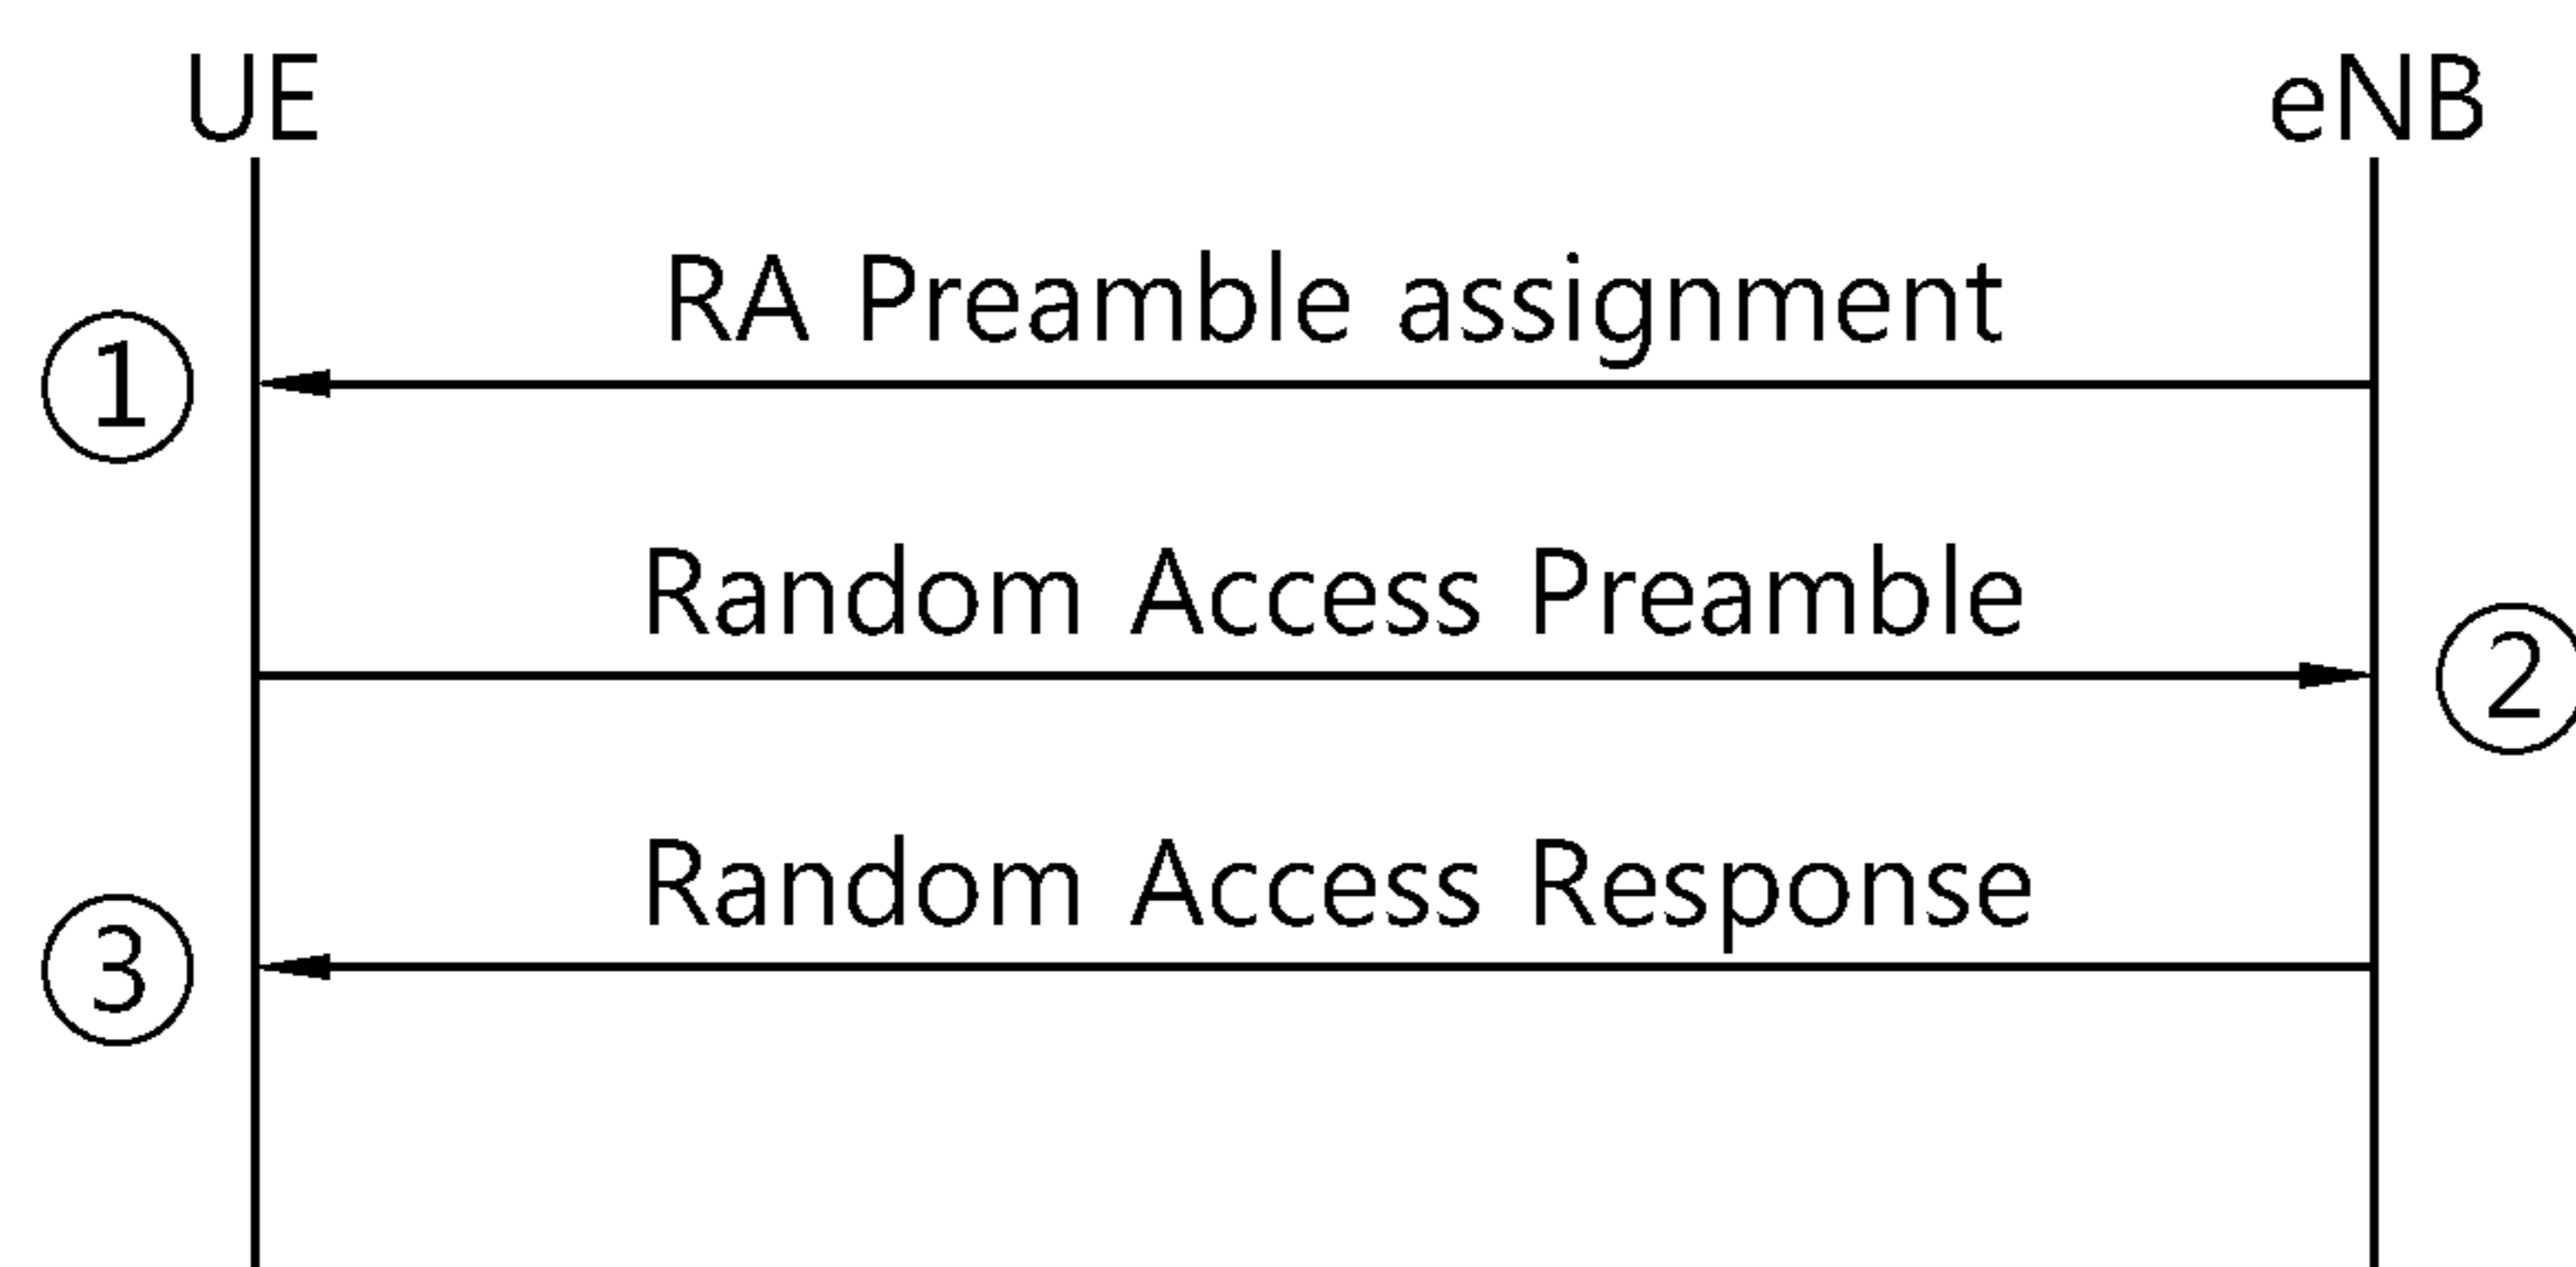 UE eNB
RA Preamble assignment
1
Random Access Preamble
2
Random Access Response
3